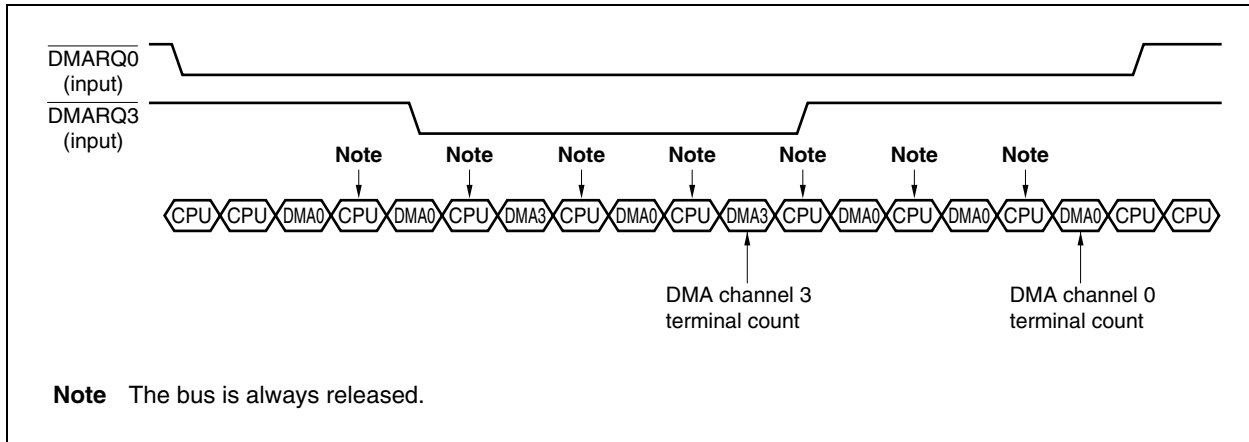 DMARQ0
(input)
DMARQ3
(input)
Note Note Note Note Note Note Note
CPU CPU DMA0 CPU DMA0 CPU DMA3 CPU DMA0 CPU DMA3 CPU DMA0 CPU DMA0 CPU DMA0 CPU CPU
DMA channel 3
terminal count
DMA channel 0
terminal count
Note The bus is always released.